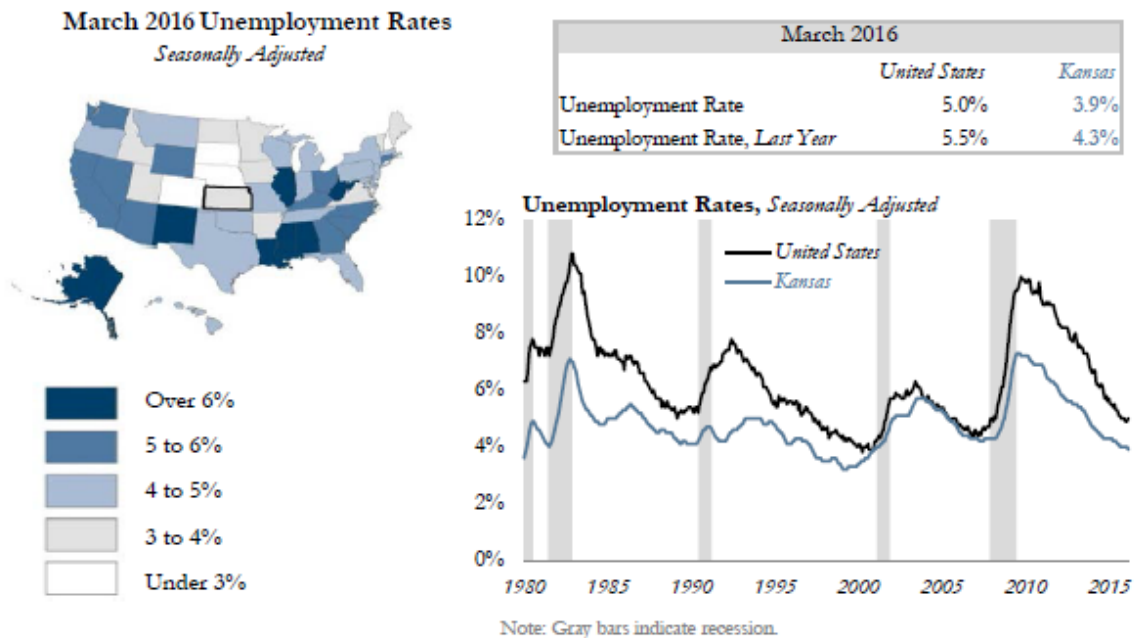 March 2016 Unemployment Rates
Seasonally Adjusted
Over 6%
5 to 6%
4 to 5%
3 to 4%
Under 3%
March 2016
United States Kansas
Unemployment Rate 5.0% 3.9%
Unemployment Rate, Last Year 5.5% 4.3%
Unemployment Rates, Seasonally Adjusted
United States
Kansas
12%
10%
8%
6%
4%
2%
0%
1980 1985 1990 1995 2000 2005 2010 2015
Note: Gray bars indicate recession.